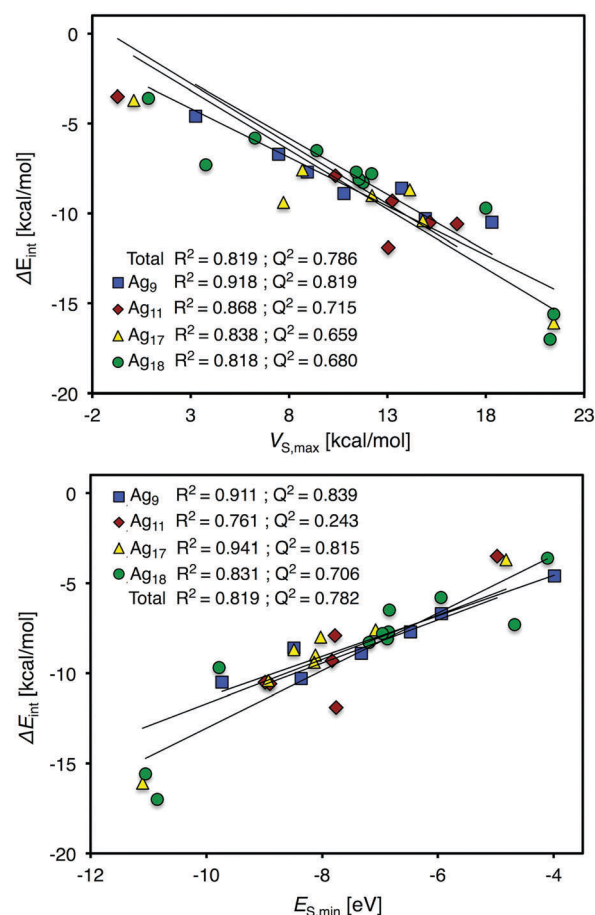 0
-5
-10
-15
-20
ΔE_int [kcal/mol]
Total R² = 0.819 ; Q² = 0.786
Ag₉ R² = 0.918 ; Q² = 0.819
Ag₁₁ R² = 0.868 ; Q² = 0.715
Ag₁₇ R² = 0.838 ; Q² = 0.659
Ag₁₈ R² = 0.818 ; Q² = 0.680
-2 3 8 13 18 23
V_S,max [kcal/mol]
0
-5
-10
-15
-20
ΔE_int [kcal/mol]
Ag₉ R² = 0.911 ; Q² = 0.839
Ag₁₁ R² = 0.761 ; Q² = 0.243
Ag₁₇ R² = 0.941 ; Q² = 0.815
Ag₁₈ R² = 0.831 ; Q² = 0.706
Total R² = 0.819 ; Q² = 0.782
-12 -10 -8 -6 -4
E_S,min [eV]